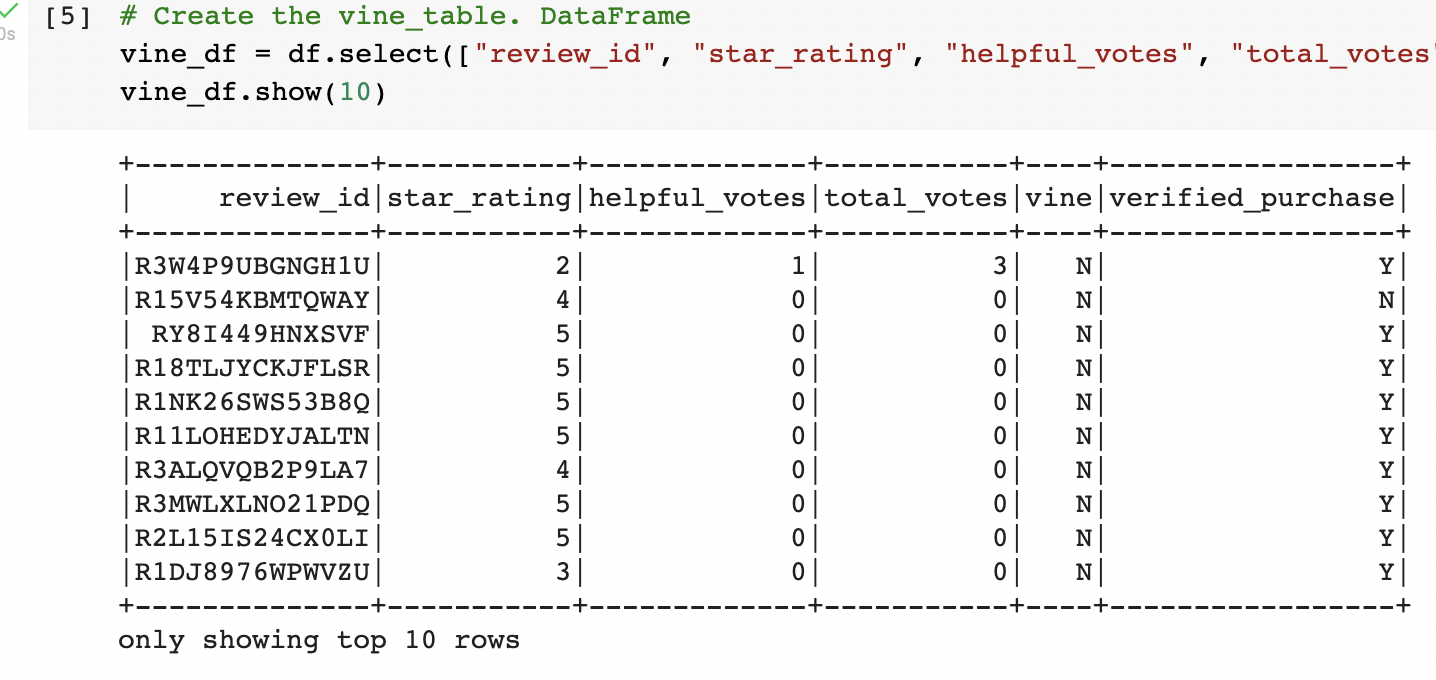 [5] # Create the vine_table. DataFrame
0s
vine_df = df.select(["review_id", "star_rating", "helpful_votes", "total_votes"
vine_df.show(10)
+--------------+-----------+-------------+-----------+----+-----------------+
|     review_id|star_rating|helpful_votes|total_votes|vine|verified_purchase|
+--------------+-----------+-------------+-----------+----+-----------------+
|R3W4P9UBGNGH1U|          2|            1|          3|   N|                Y|
|R15V54KBMTQWAY|          4|            0|          0|   N|                N|
| RY8I449HNXSVF|          5|            0|          0|   N|                Y|
|R18TLJYCKJFLSR|          5|            0|          0|   N|                Y|
|R1NK26SWS53B8Q|          5|            0|          0|   N|                Y|
|R11LOHEDYJALTN|          5|            0|          0|   N|                Y|
|R3ALQVQB2P9LA7|          4|            0|          0|   N|                Y|
|R3MWLXLNO21PDQ|          5|            0|          0|   N|                Y|
|R2L15IS24CX0LI|          5|            0|          0|   N|                Y|
|R1DJ8976WPWVZU|          3|            0|          0|   N|                Y|
+--------------+-----------+-------------+-----------+----+-----------------+
only showing top 10 rows